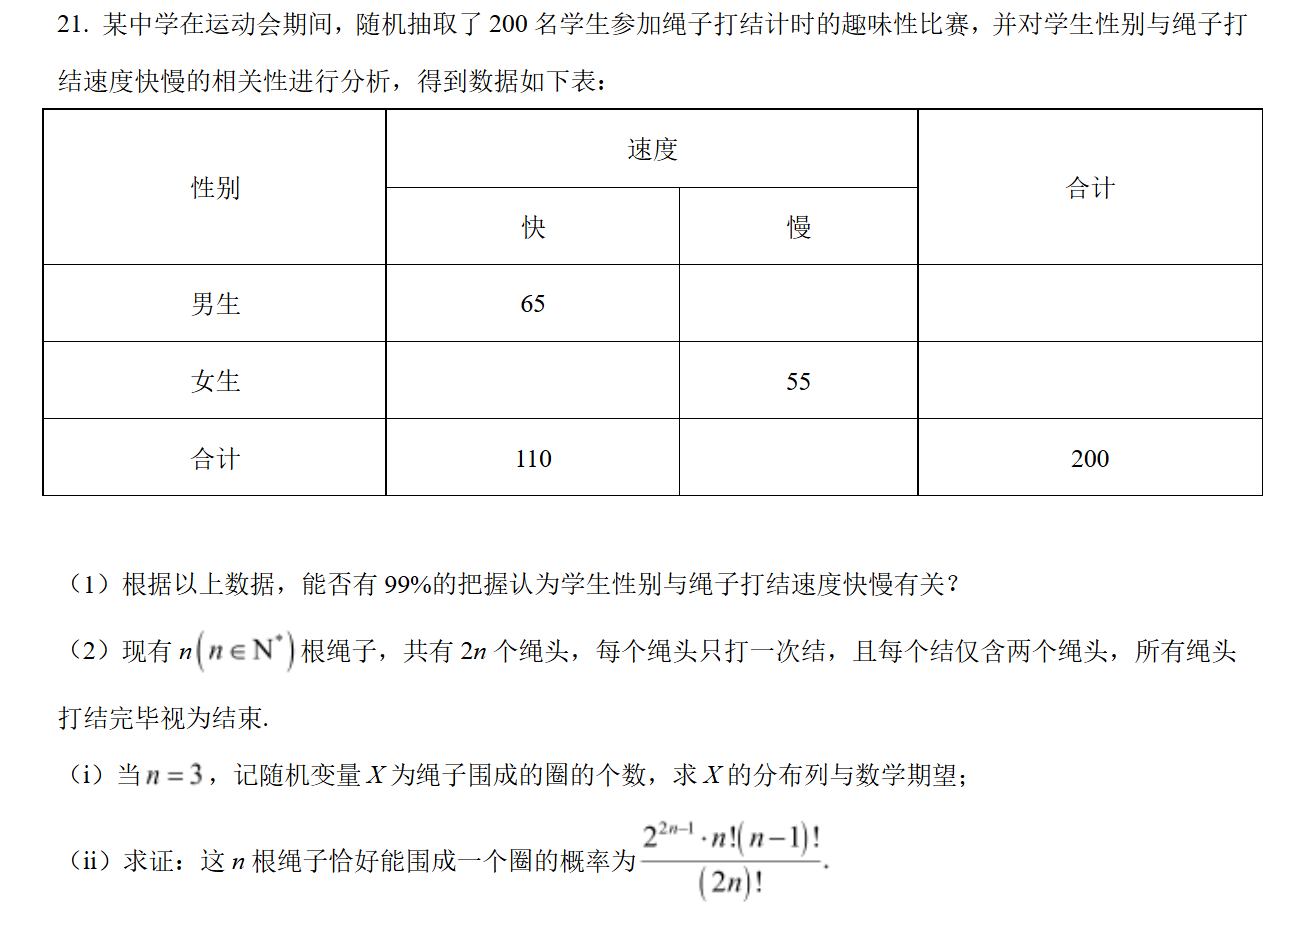 21. 某中学在运动会期间，随机抽取了 200 名学生参加绳子打结计时的趣味性比赛，并对学生性别与绳子打
结速度快慢的相关性进行分析，得到数据如下表：
性别 速度 合计
快 慢
男生 65
女生 55
合计 110 200
（1）根据以上数据，能否有 99%的把握认为学生性别与绳子打结速度快慢有关？
（2）现有 n(n∈N*)根绳子，共有 2n 个绳头，每个绳头只打一次结，且每个结仅含两个绳头，所有绳头
打结完毕视为结束.
（i）当 n = 3，记随机变量 X 为绳子围成的圈的个数，求 X 的分布列与数学期望；
（ii）求证：这 n 根绳子恰好能围成一个圈的概率为 \frac{2^{2n-1}·n!(n−1)!}{(2n)!}.